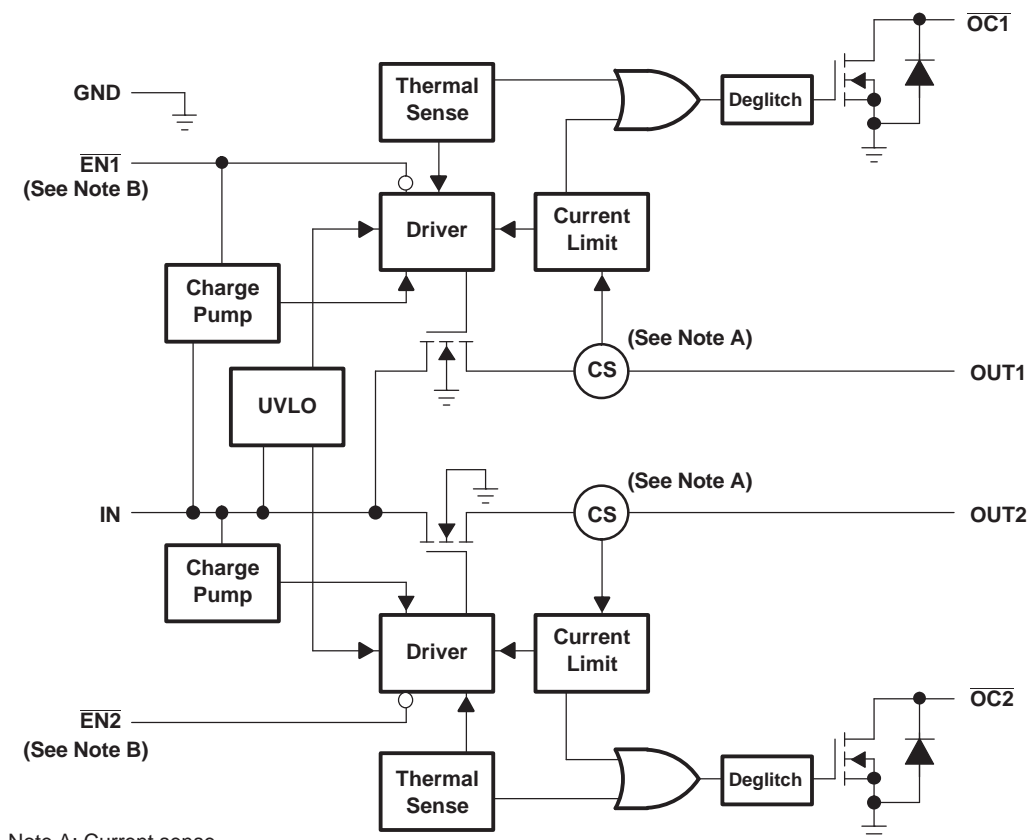 OC1
Thermal
Sense
Deglitch
GND
EN1
(See Note B)
Driver
Current
Limit
Charge
Pump
(See Note A)
CS
OUT1
UVLO
(See Note A)
IN
CS
OUT2
Charge
Pump
Driver
Current
Limit
EN2
(See Note B)
OC2
Thermal
Sense
Deglitch
Note A: Current sense